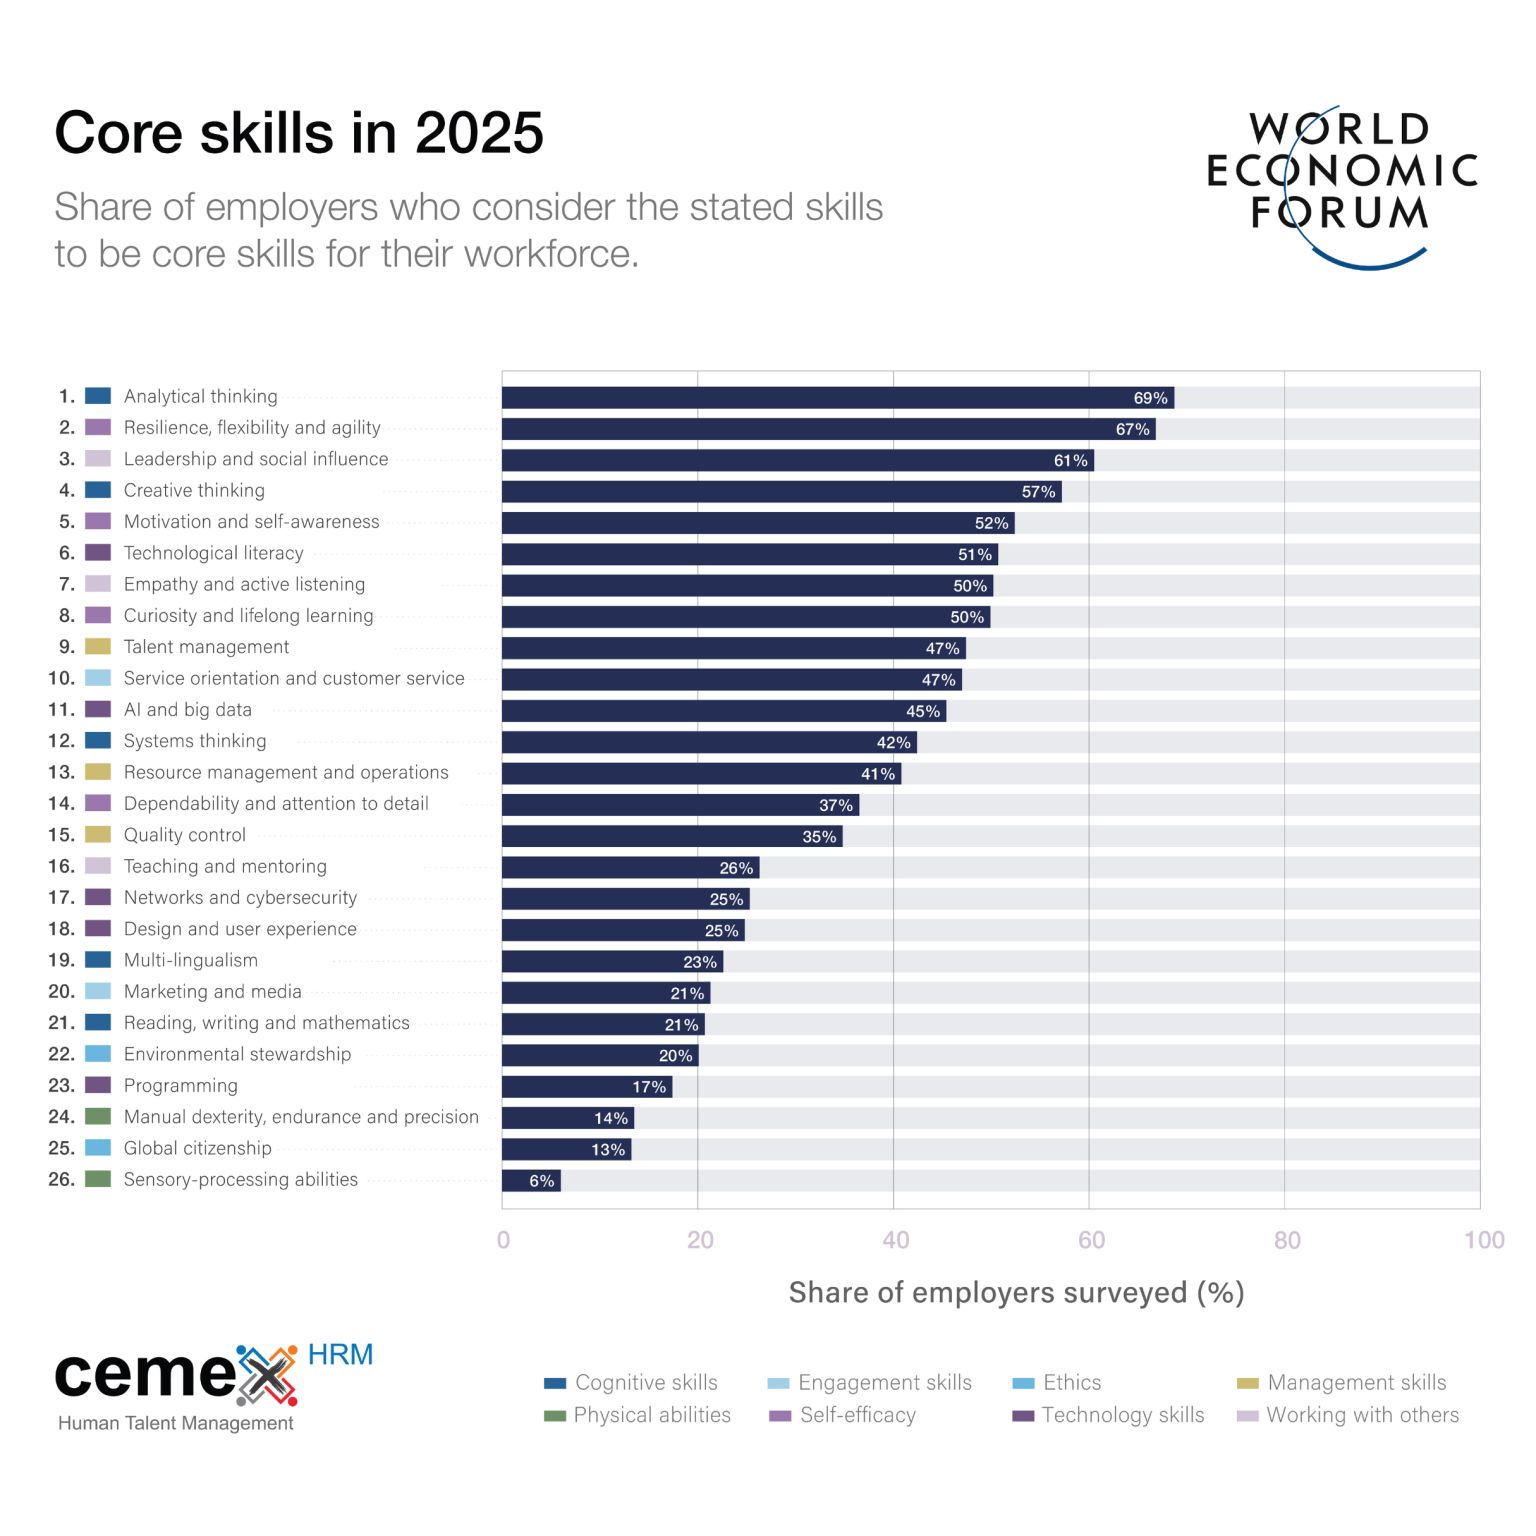 Core skills in 2025
Share of employers who consider the stated skills
to be core skills for their workforce.
WORLD
ECONOMIC
FORUM
1. Analytical thinking 69%
2. Resilience, flexibility and agility 67%
3. Leadership and social influence 61%
4. Creative thinking 57%
5. Motivation and self-awareness 52%
6. Technological literacy 51%
7. Empathy and active listening 50%
8. Curiosity and lifelong learning 50%
9. Talent management 47%
10. Service orientation and customer service 47%
11. AI and big data 45%
12. Systems thinking 42%
13. Resource management and operations 41%
14. Dependability and attention to detail 37%
15. Quality control 35%
16. Teaching and mentoring 26%
17. Networks and cybersecurity 25%
18. Design and user experience 25%
19. Multi-lingualism 23%
20. Marketing and media 21%
21. Reading, writing and mathematics 21%
22. Environmental stewardship 20%
23. Programming 17%
24. Manual dexterity, endurance and precision 14%
25. Global citizenship 13%
26. Sensory-processing abilities 6%
0 20 40 60 80 100
Share of employers surveyed (%)
cemex HRM
Human Talent Management
Cognitive skills Engagement skills Ethics Management skills
Physical abilities Self-efficacy Technology skills Working with others